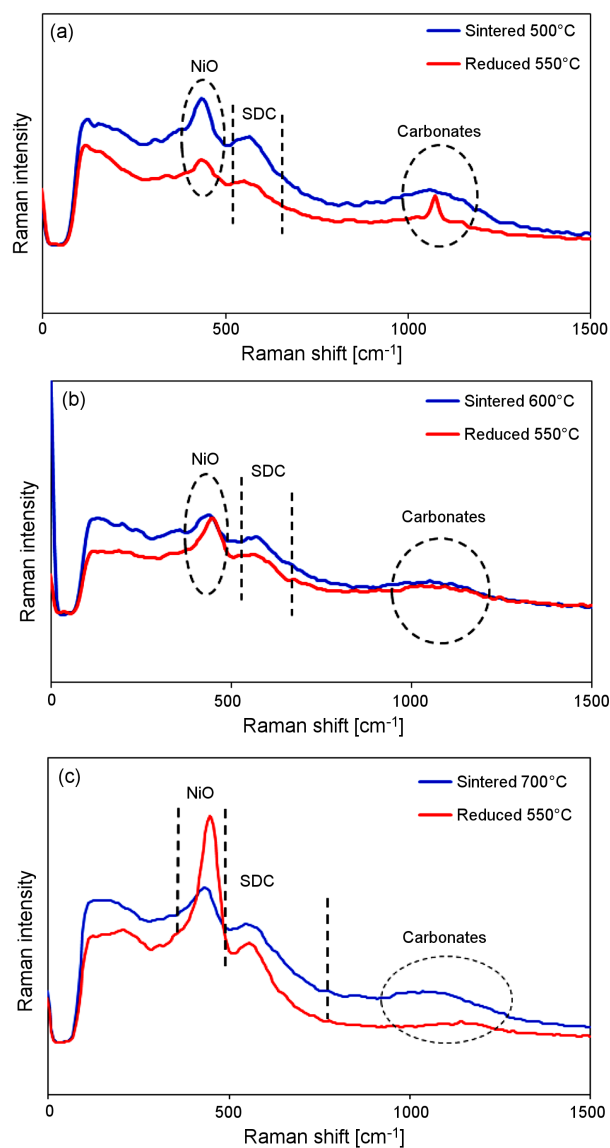 (a)
Sintered 500°C
Reduced 550°C
NiO
SDC
Carbonates
Raman intensity
0
500
1000
1500
Raman shift [cm⁻¹]
(b)
Sintered 600°C
Reduced 550°C
NiO
SDC
Carbonates
Raman intensity
0
500
1000
1500
Raman shift [cm⁻¹]
(c)
Sintered 700°C
Reduced 550°C
NiO
SDC
Carbonates
Raman intensity
0
500
1000
1500
Raman shift [cm⁻¹]